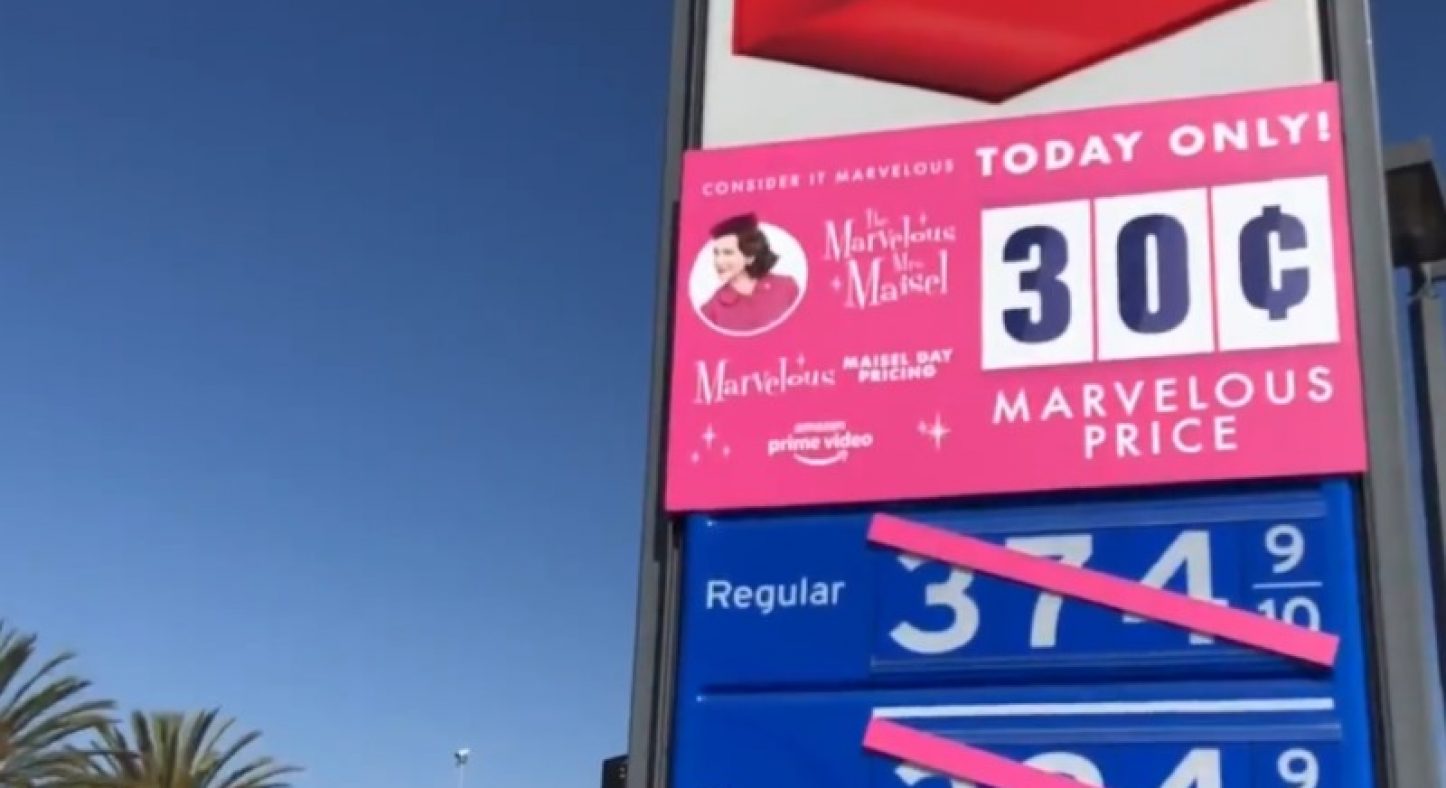 CONSIDER IT MARVELOUS
TODAY ONLY!
The
Marvelous
Mrs.
Maisel
30¢
Marvelous MAISEL DAY
PRICING
MARVELOUS
PRICE
amazon
prime video
Regular 374 9/10
9